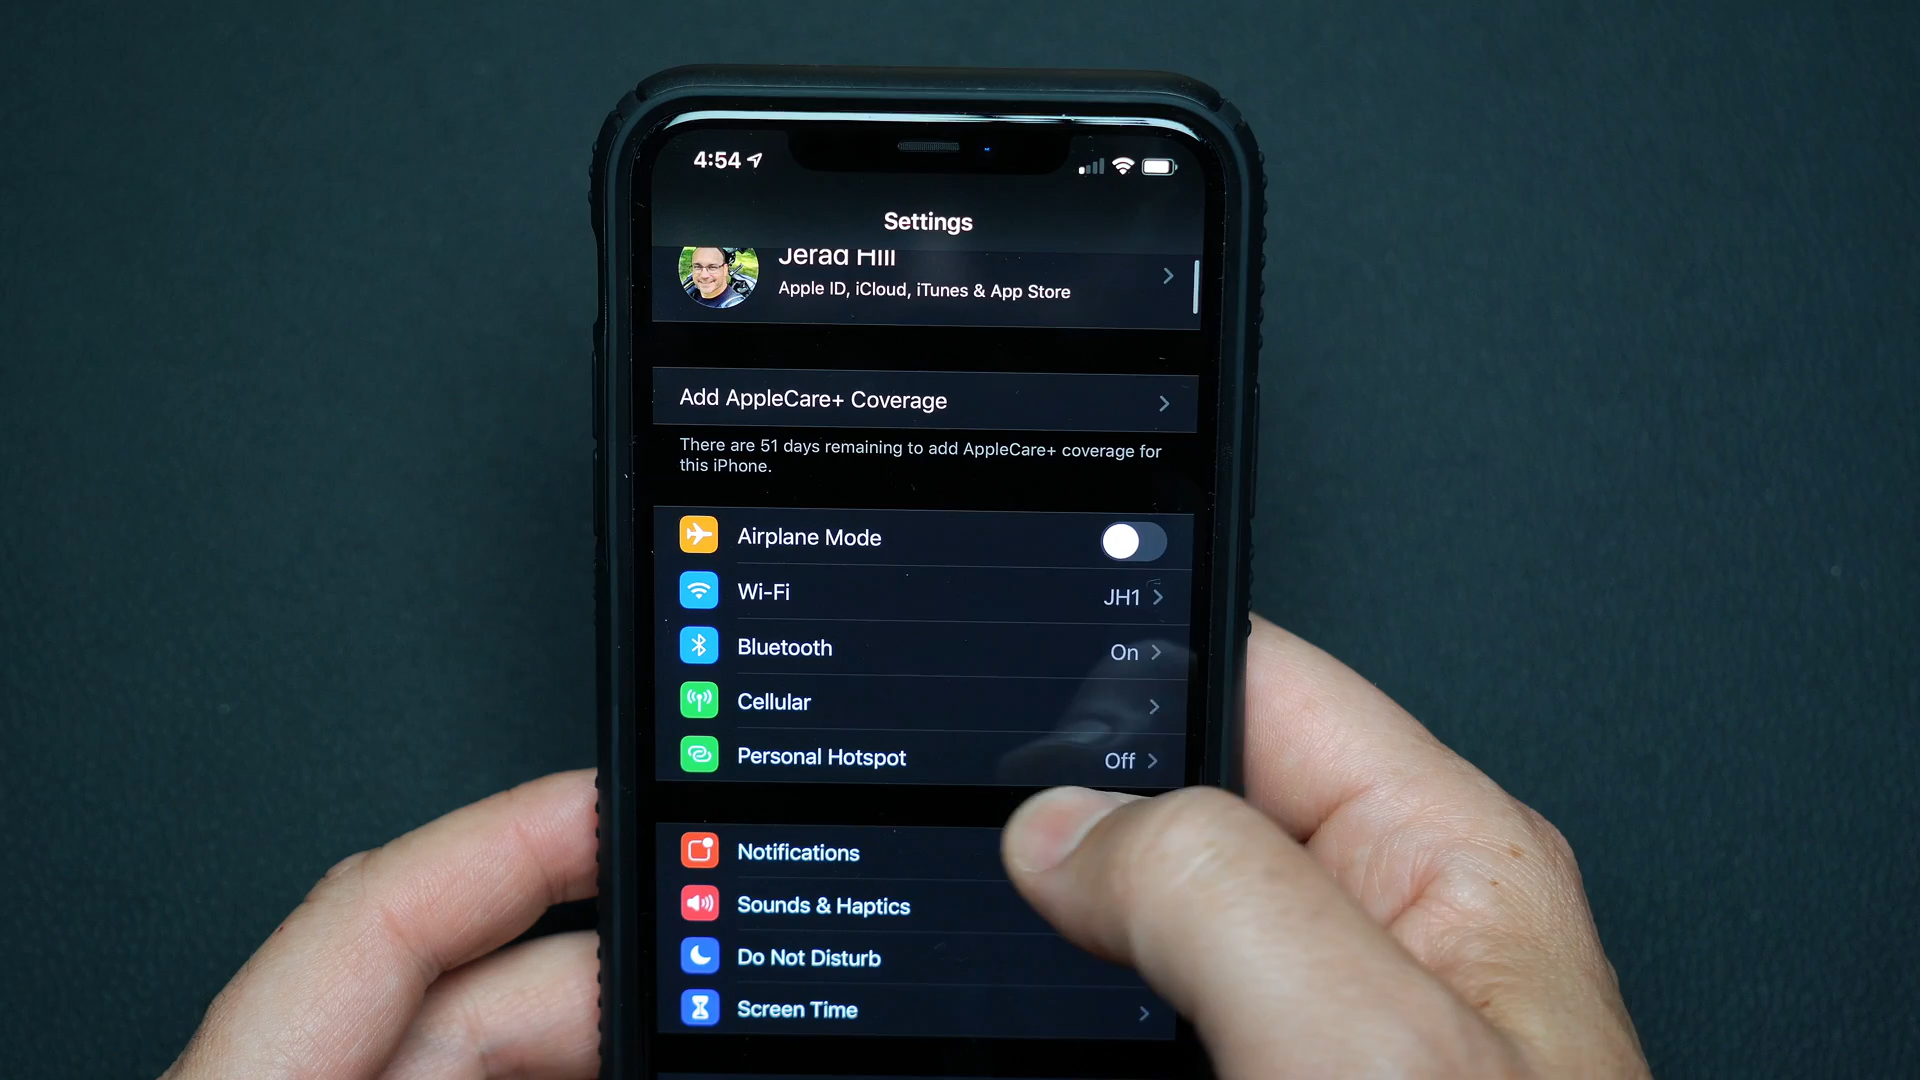 4:54
Settings
Jerad Hill
Apple ID, iCloud, iTunes & App Store
Add AppleCare+ Coverage
There are 51 days remaining to add AppleCare+ coverage for
this iPhone.
Airplane Mode
Wi-Fi JH1
Bluetooth On
Cellular
Personal Hotspot Off
Notifications
Sounds & Haptics
Do Not Disturb
Screen Time